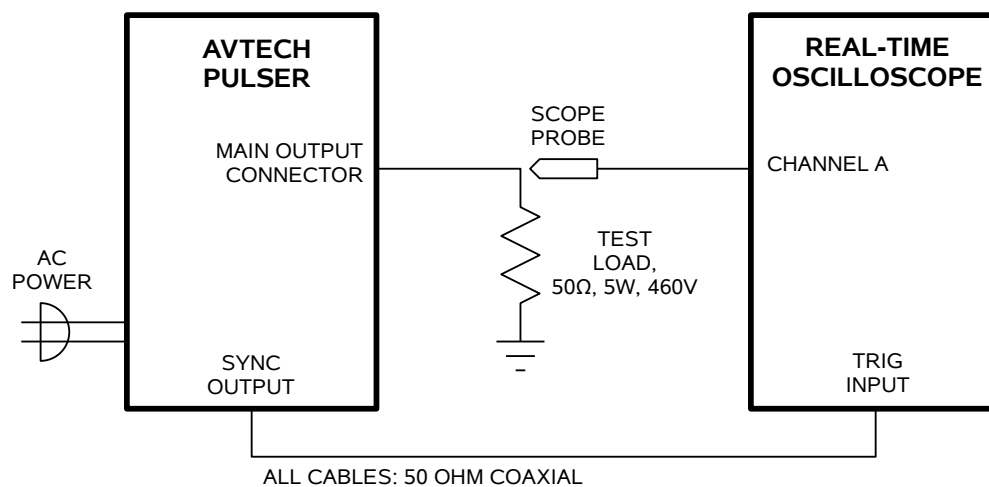 AVTECH
PULSER
REAL-TIME
OSCILLOSCOPE
SCOPE
PROBE
MAIN OUTPUT
CONNECTOR
CHANNEL A
TEST
LOAD,
50Ω, 5W, 460V
AC
POWER
SYNC
OUTPUT
TRIG
INPUT
ALL CABLES: 50 OHM COAXIAL